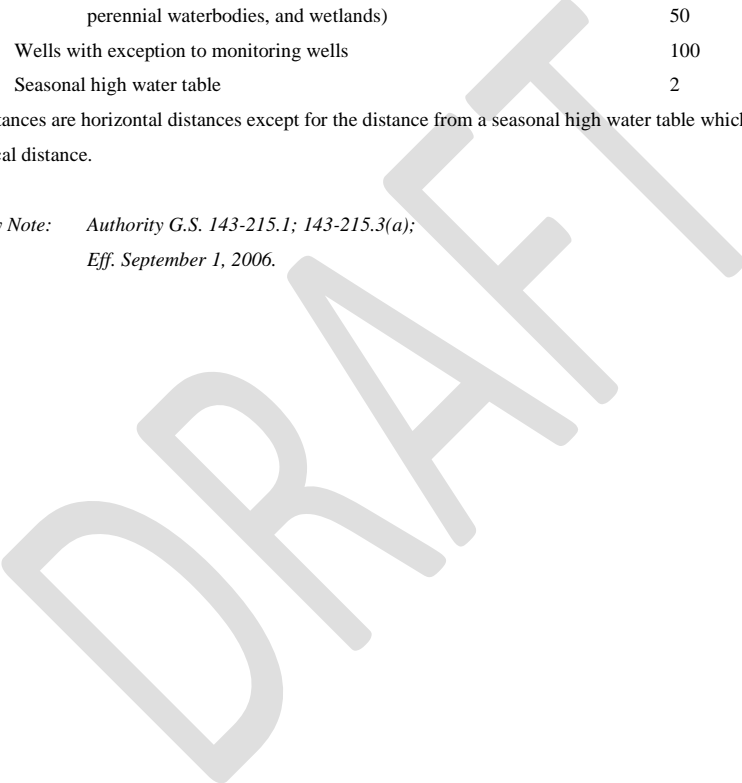 perennial waterbodies, and wetlands) 50
Wells with exception to monitoring wells 100
Seasonal high water table 2
tances are horizontal distances except for the distance from a seasonal high water table which
al distance.
y Note: Authority G.S. 143-215.1; 143-215.3(a);
Eff. September 1, 2006.
DRAFT